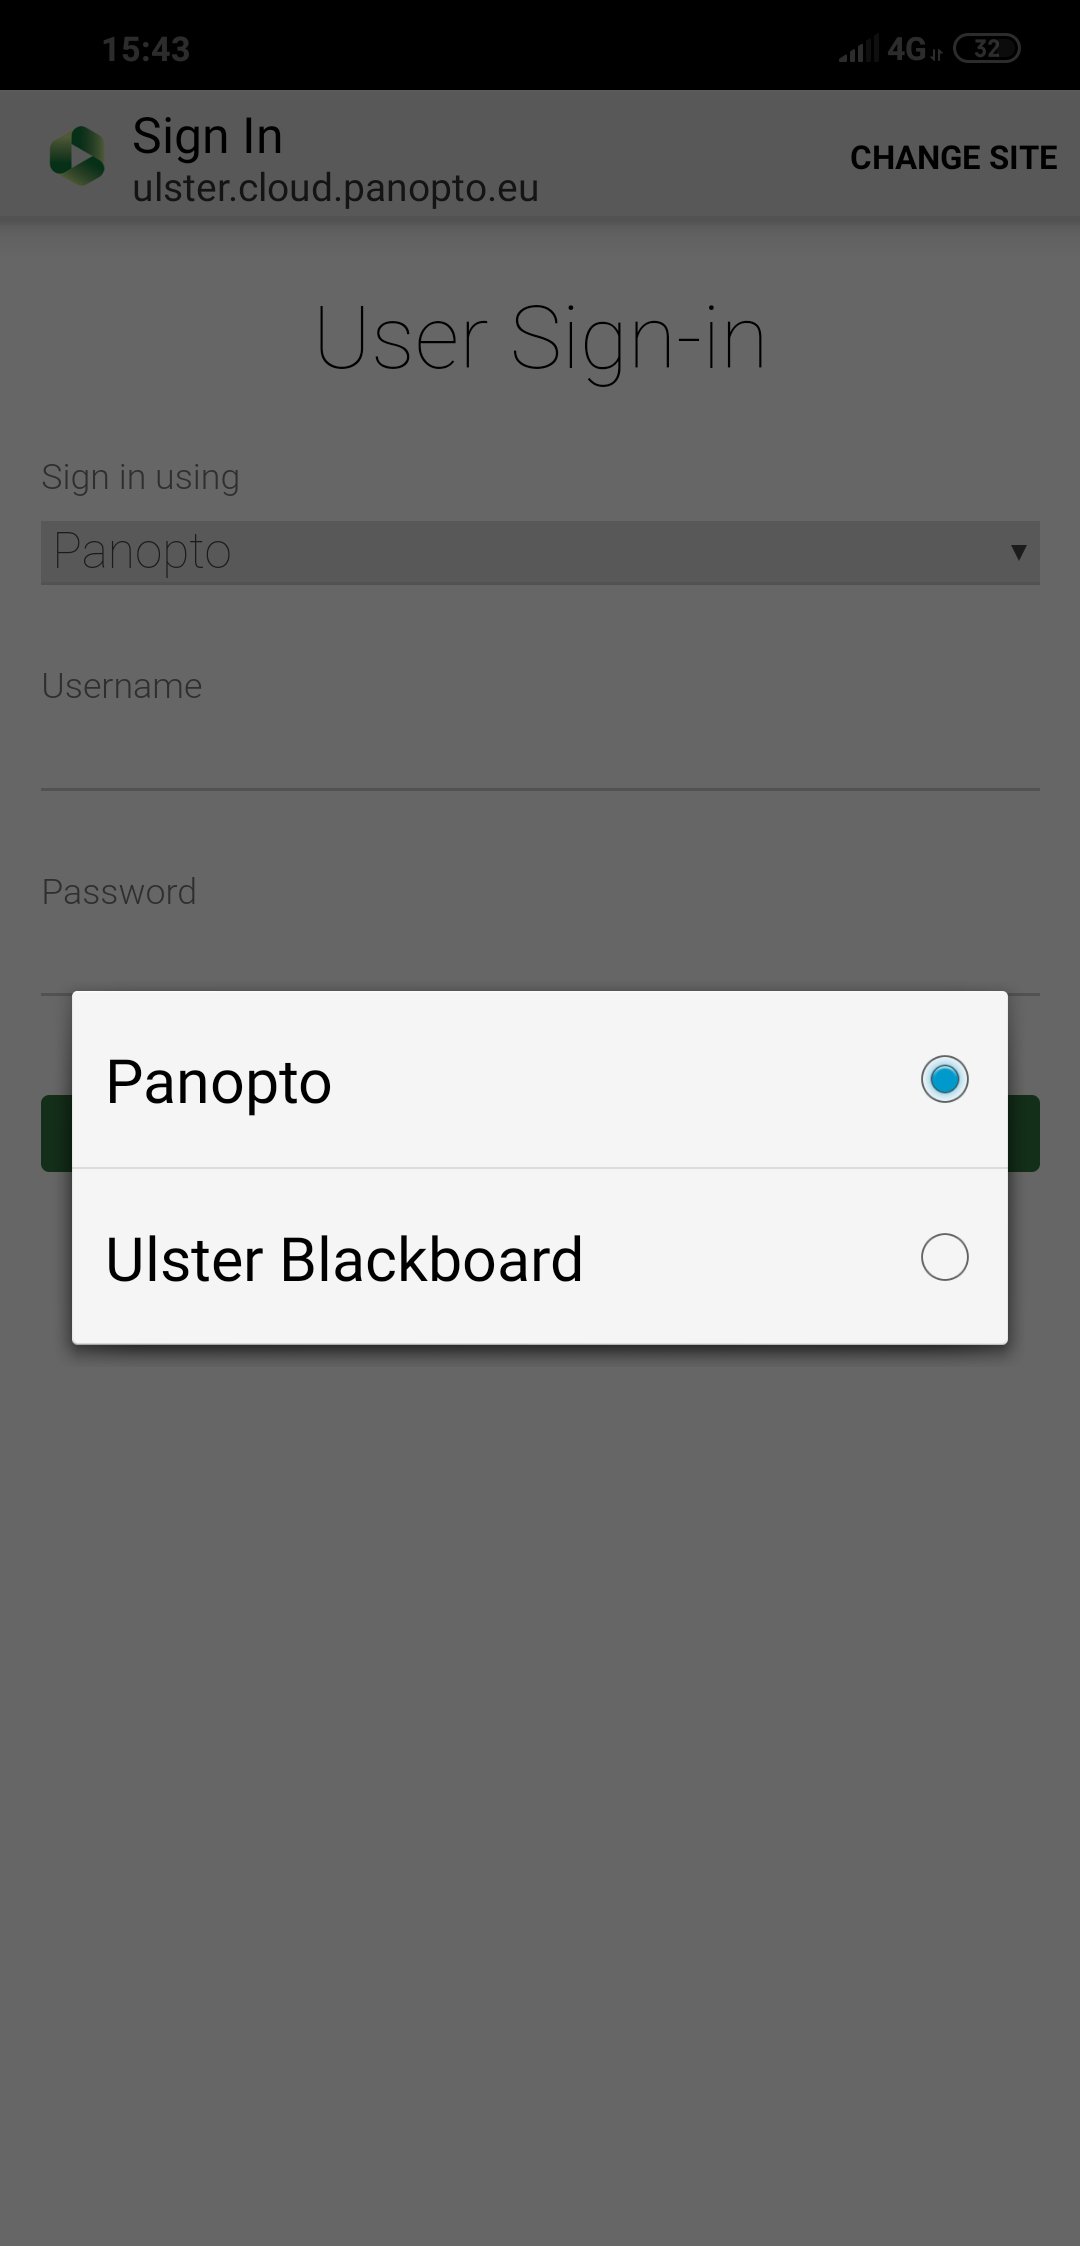 15:43
4G 32
Sign In
ulster.cloud.panopto.eu
CHANGE SITE
User Sign-in
Sign in using
Panopto
Username
Password
Panopto
Ulster Blackboard